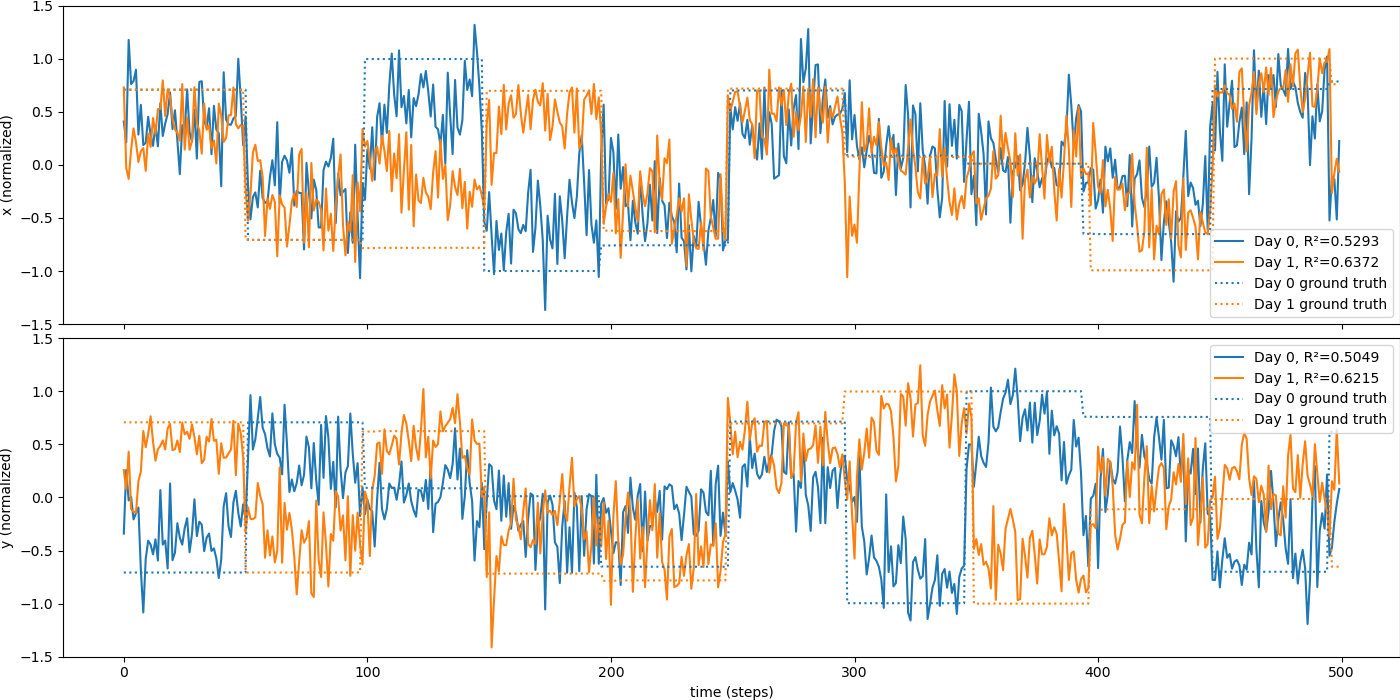 1.5
1.0
0.5
0.0
−0.5
−1.0
−1.5
x (normalized)
Day 0, R²=0.5293
Day 1, R²=0.6372
Day 0 ground truth
Day 1 ground truth
1.5
1.0
0.5
0.0
−0.5
−1.0
−1.5
y (normalized)
Day 0, R²=0.5049
Day 1, R²=0.6215
Day 0 ground truth
Day 1 ground truth
0 100 200 300 400 500
time (steps)